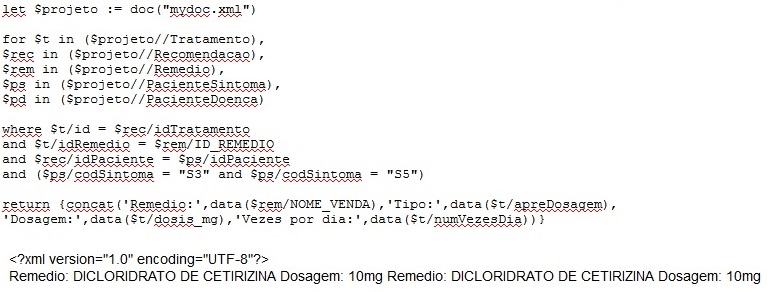 let $projeto := doc("mydoc.xml")
for $t in ($projeto//Tratamento),
$rec in ($projeto//Recomendacao),
$rem in ($projeto//Remedio),
$ps in ($projeto//PacienteSintoma),
$pd in ($projeto//PacienteDoenca)
where $t/id = $rec/idTratamento
and $t/idRemedio = $rem/ID_REMEDIO
and $rec/idPaciente = $ps/idPaciente
and ($ps/codSintoma = "S3" and $ps/codSintoma = "S5")
return {concat('Remedio:',data($rem/NOME_VENDA),'Tipo:',data($t/apreDosagem),
'Dosagem:',data($t/dosis_mg),'Vezes por dia:',data($t/numVezesDia))}
<?xml version="1.0" encoding="UTF-8"?>
Remedio: DICLORIDRATO DE CETIRIZINA Dosagem: 10mg Remedio: DICLORIDRATO DE CETIRIZINA Dosagem: 10mg